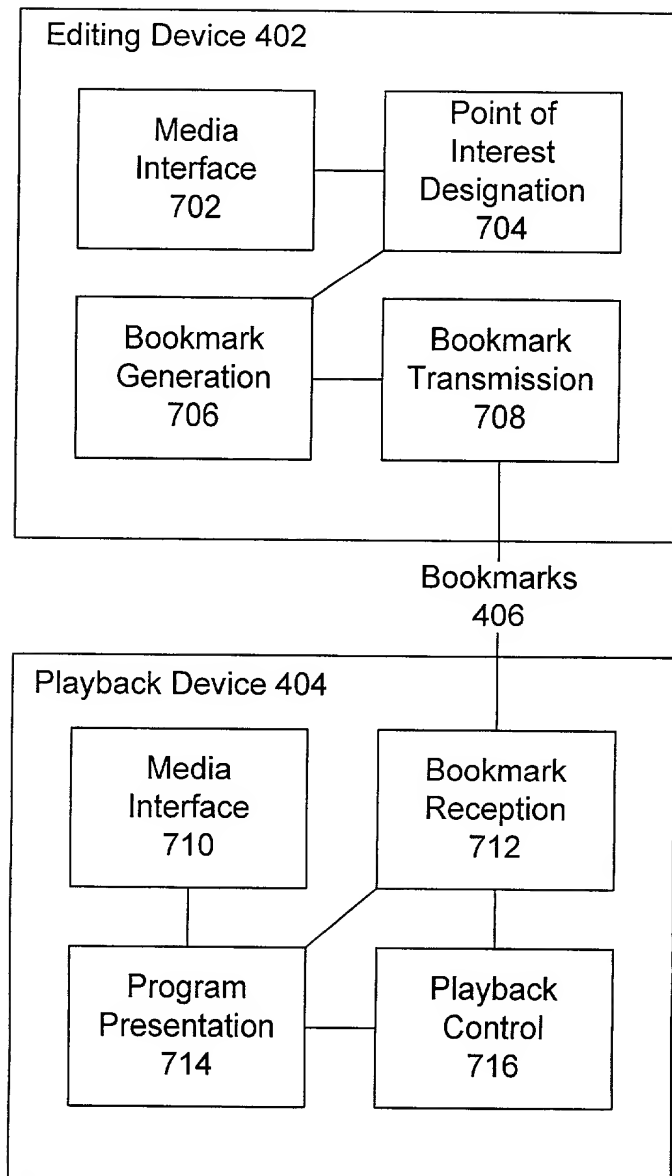 Editing Device 402
Media
Interface
702
Point of
Interest
Designation
704
Bookmark
Generation
706
Bookmark
Transmission
708
Bookmarks
406
Playback Device 404
Media
Interface
710
Bookmark
Reception
712
Program
Presentation
714
Playback
Control
716